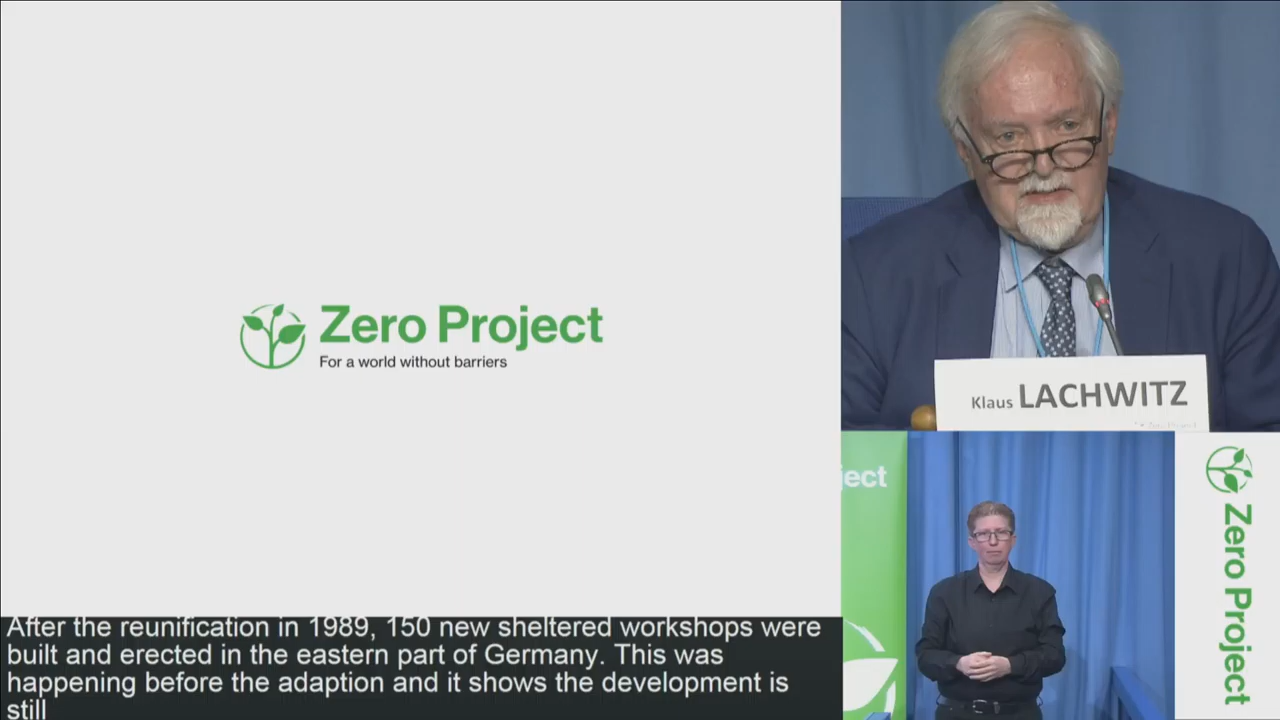 Zero Project
For a world without barriers
Klaus LACHWITZ
ject
Zero Project
After the reunification in 1989, 150 new sheltered workshops were
built and erected in the eastern part of Germany. This was
happening before the adaption and it shows the development is
still